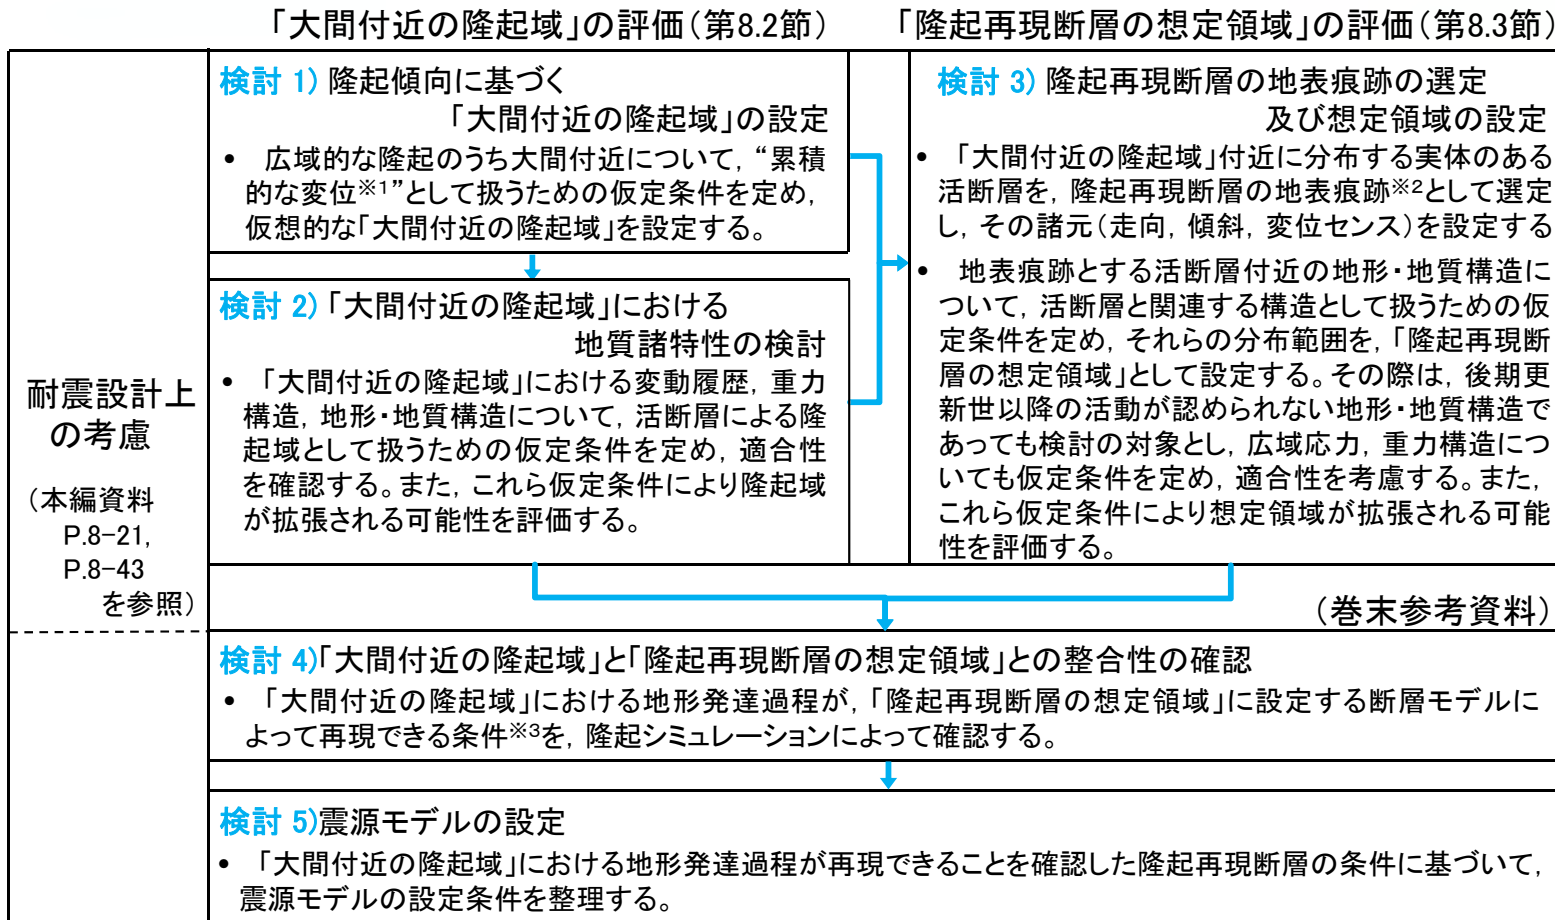 「大間付近の隆起域」の評価(第8.2節)
「隆起再現断層の想定領域」の評価(第8.3節)
耐震設計上
の考慮
(本編資料
P.8-21,
P.8-43
を参照)
検討 1) 隆起傾向に基づく
「大間付近の隆起域」の設定
• 広域的な隆起のうち大間付近について,“累積
的な変位※1”として扱うための仮定条件を定め,
仮想的な「大間付近の隆起域」を設定する。
検討 2)「大間付近の隆起域」における
地質諸特性の検討
• 「大間付近の隆起域」における変動履歴,重力
構造,地形・地質構造について,活断層による隆
起域として扱うための仮定条件を定め,適合性
を確認する。また,これら仮定条件により隆起域
が拡張される可能性を評価する。
検討 3) 隆起再現断層の地表痕跡の選定
及び想定領域の設定
• 「大間付近の隆起域」付近に分布する実体のある
活断層を,隆起再現断層の地表痕跡※2として選定
し,その諸元(走向,傾斜,変位センス)を設定する
• 地表痕跡とする活断層付近の地形・地質構造に
ついて,活断層と関連する構造として扱うための仮
定条件を定め,それらの分布範囲を,「隆起再現断
層の想定領域」として設定する。その際は,後期更
新世以降の活動が認められない地形・地質構造で
あっても検討の対象とし,広域応力,重力構造につ
いても仮定条件を定め,適合性を考慮する。また,
これら仮定条件により想定領域が拡張される可能
性を評価する。
(巻末参考資料)
検討 4)「大間付近の隆起域」と「隆起再現断層の想定領域」との整合性の確認
• 「大間付近の隆起域」における地形発達過程が,「隆起再現断層の想定領域」に設定する断層モデルに
よって再現できる条件※3を,隆起シミュレーションによって確認する。
検討 5)震源モデルの設定
• 「大間付近の隆起域」における地形発達過程が再現できることを確認した隆起再現断層の条件に基づいて,
震源モデルの設定条件を整理する。